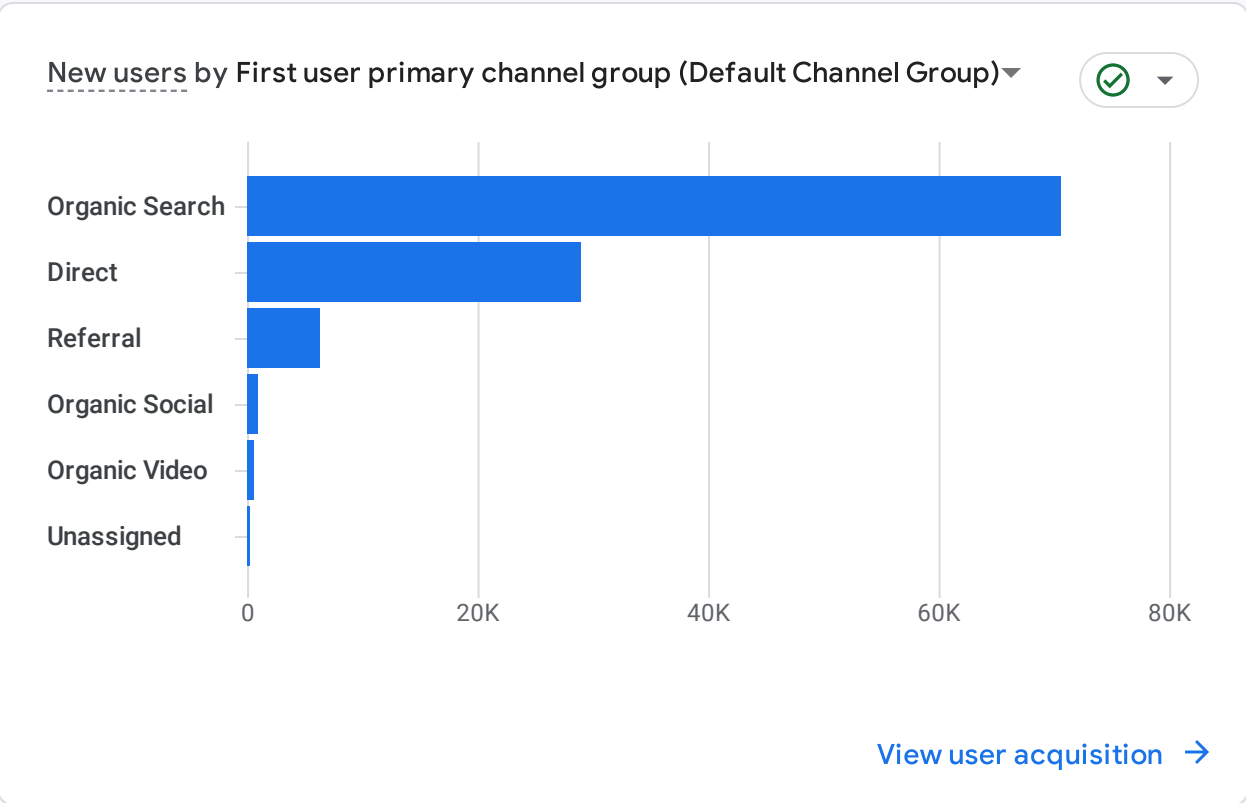 New users by First user primary channel group (Default Channel Group)
Organic Search
Direct
Referral
Organic Social
Organic Video
Unassigned
0 20K 40K 60K 80K
View user acquisition